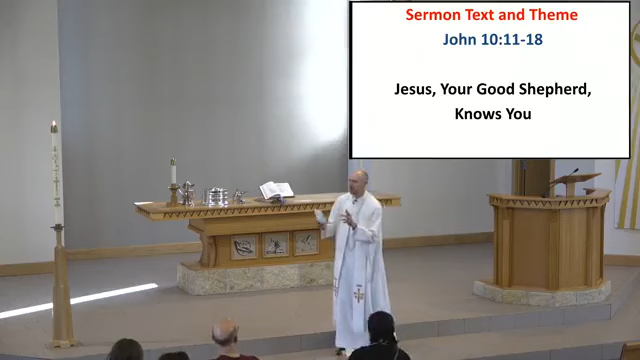 Sermon Text and Theme
John 10:11-18
Jesus, Your Good Shepherd,
Knows You